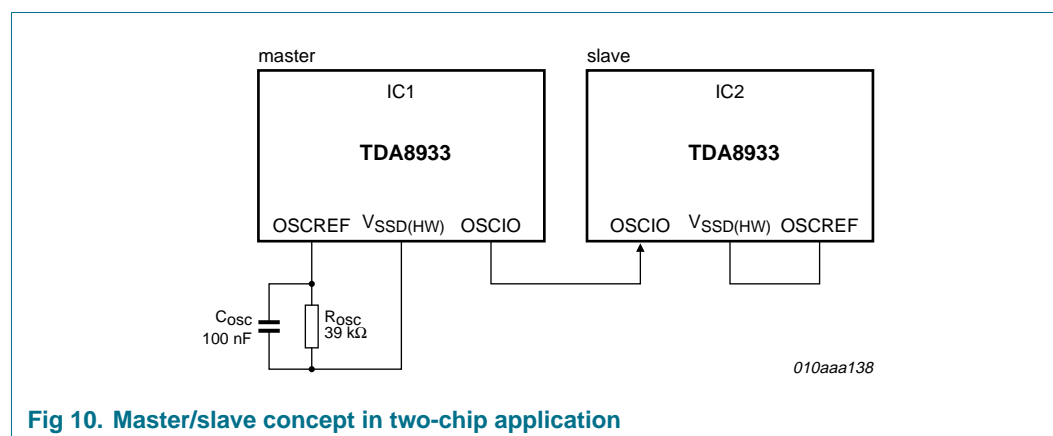 master
slave
IC1
IC2
TDA8933
TDA8933
OSCREF VSSD(HW) OSCIO
OSCIO VSSD(HW) OSCREF
Cosc
100 nF
Rosc
39 kΩ
010aaa138
Fig 10. Master/slave concept in two-chip application